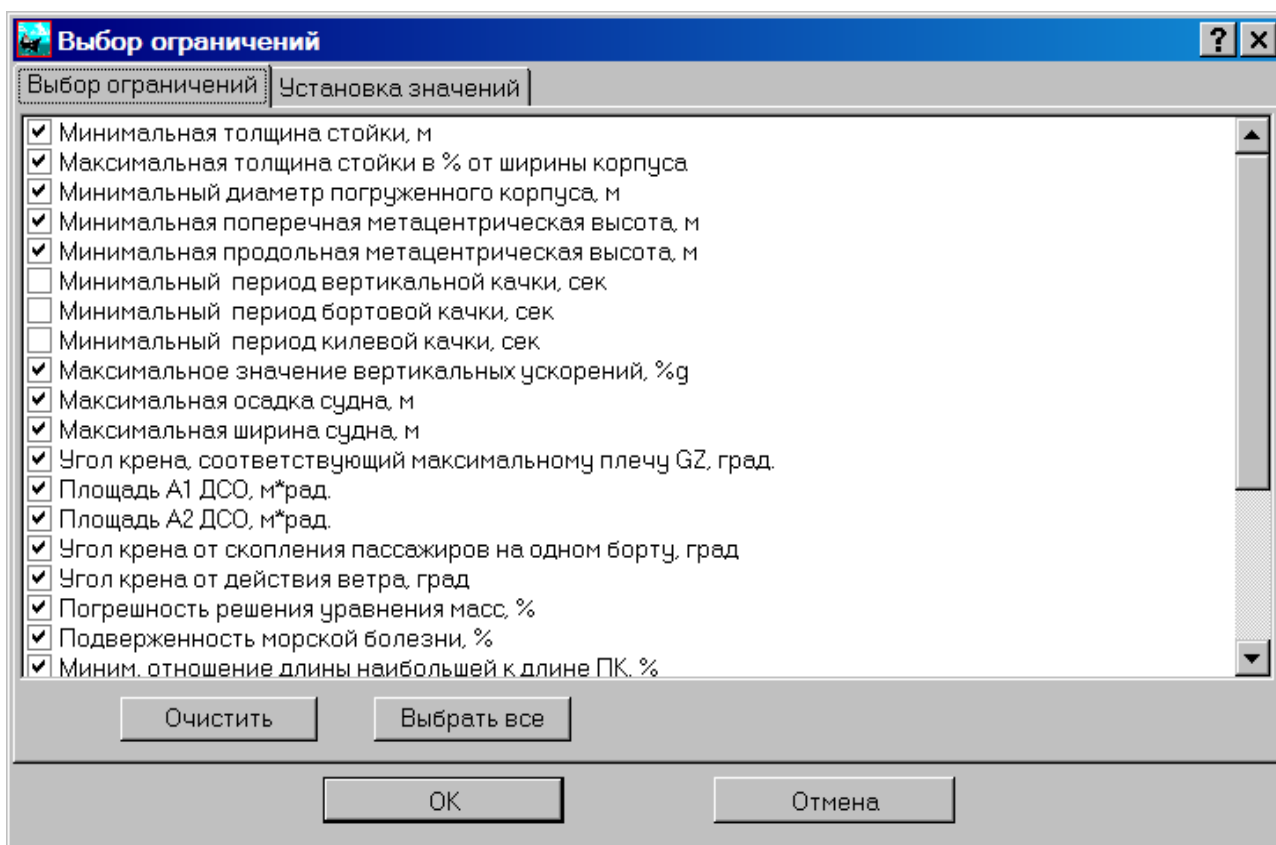 Выбор ограничений
Выбор ограничений Установка значений
Минимальная толщина стойки, м
Максимальная толщина стойки в % от ширины корпуса
Минимальный диаметр погруженного корпуса, м
Минимальная поперечная метацентрическая высота, м
Минимальная продольная метацентрическая высота, м
Минимальный период вертикальной качки, сек
Минимальный период бортовой качки, сек
Минимальный период килевой качки, сек
Максимальное значение вертикальных ускорений, %g
Максимальная осадка судна, м
Максимальная ширина судна, м
Угол крена, соответствующий максимальному плечу GZ, град.
Площадь А1 ДСО, м*рад.
Площадь А2 ДСО, м*рад.
Угол крена от скопления пассажиров на одном борту, град
Угол крена от действия ветра, град
Погрешность решения уравнения масс, %
Подверженность морской болезни, %
Миним. отношение длины наибольшей к длине ПК, %
Очистить Выбрать все
OK Отмена